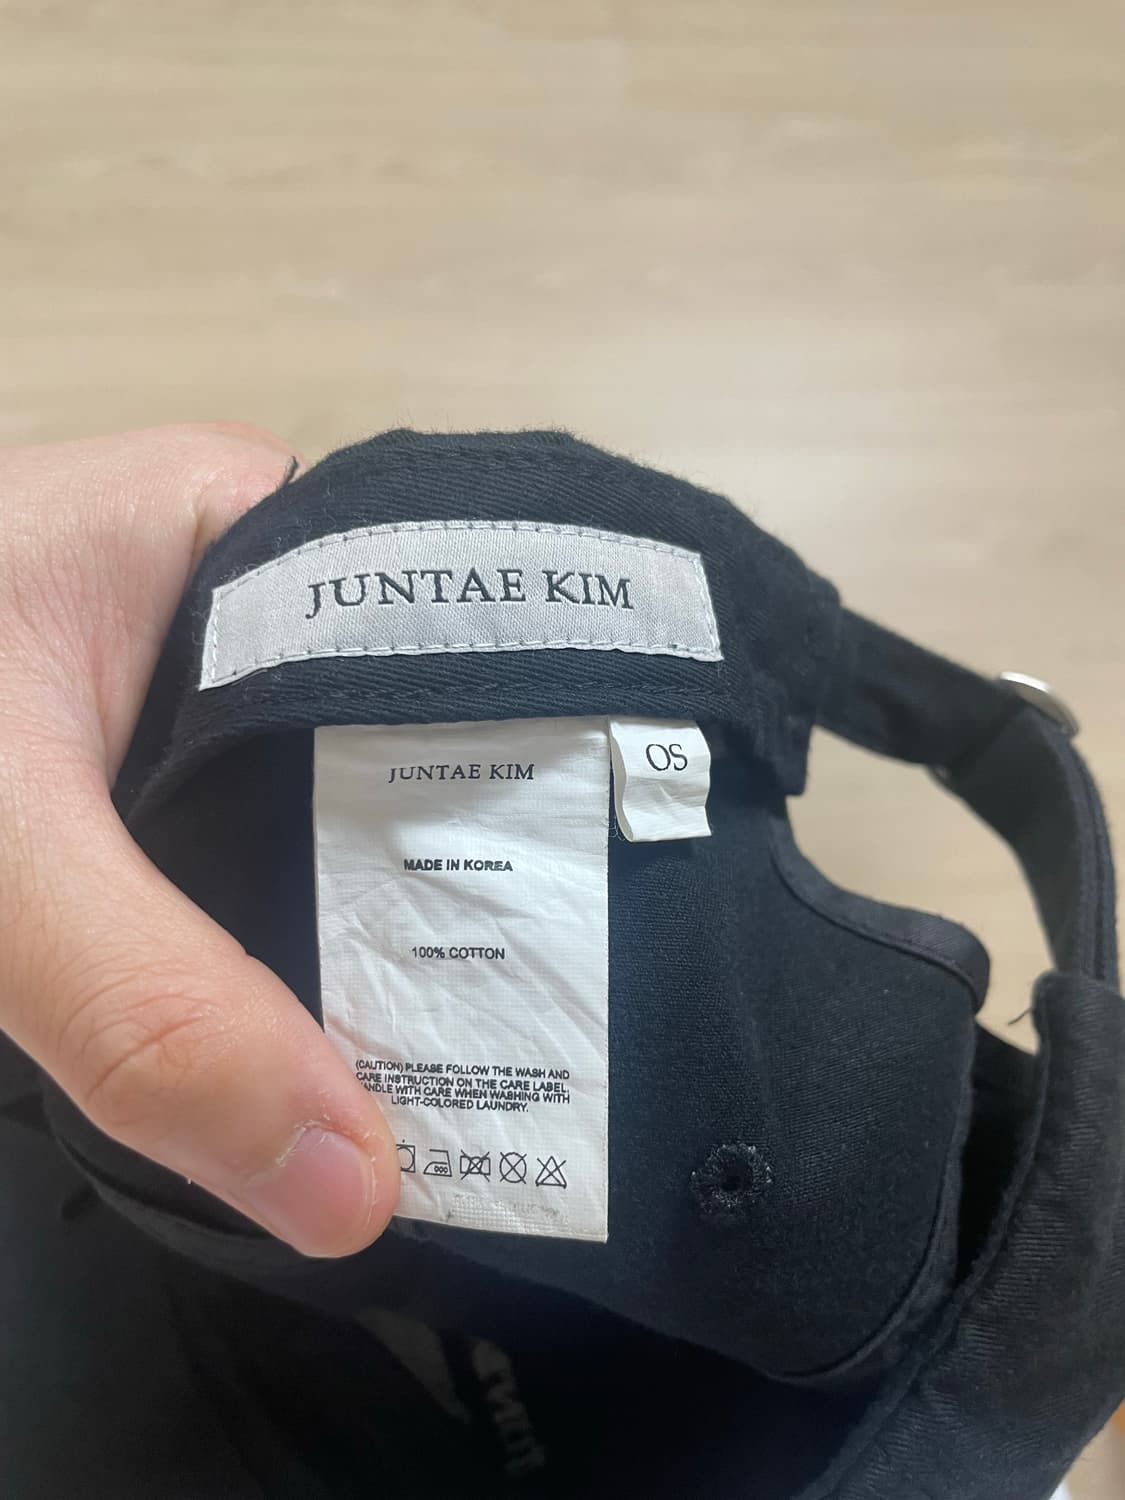 JUNTAE KIM
OS
JUNTAE KIM
MADE IN KOREA
100% COTTON
(CAUTION) PLEASE FOLLOW THE WASH AND
CARE INSTRUCTION ON THE CARE LABEL.
ANDLE WITH CARE WHEN WASHING WITH
LIGHT-COLORED LAUNDRY.